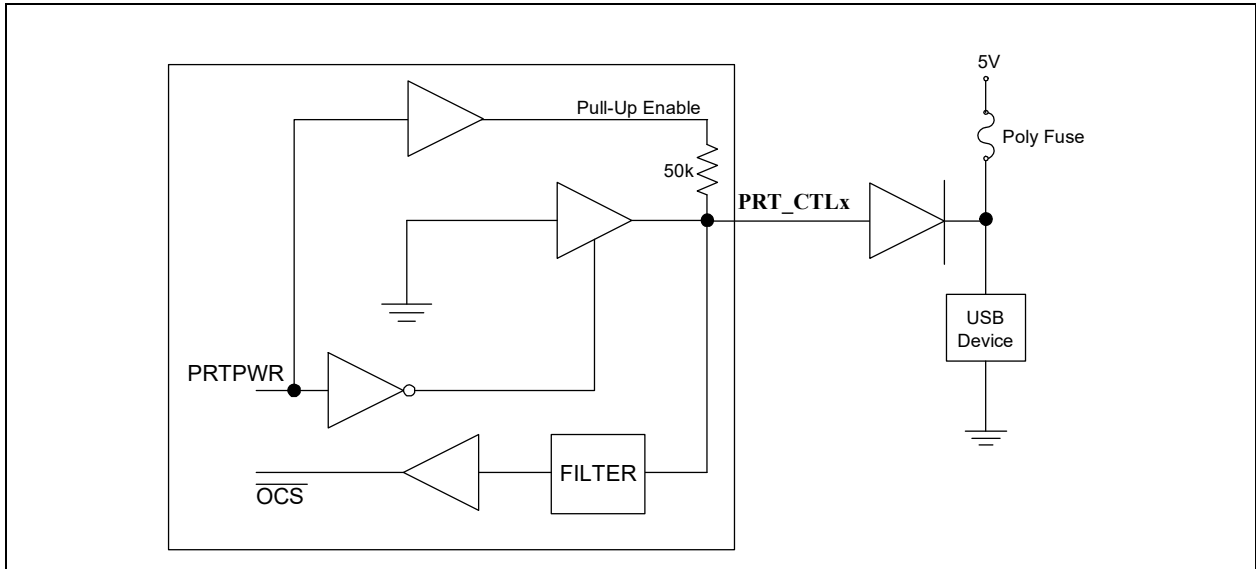 5V
Pull-Up Enable
Poly Fuse
50k
PRT_CTLx
USB
Device
PRTPWR
FILTER
OCS